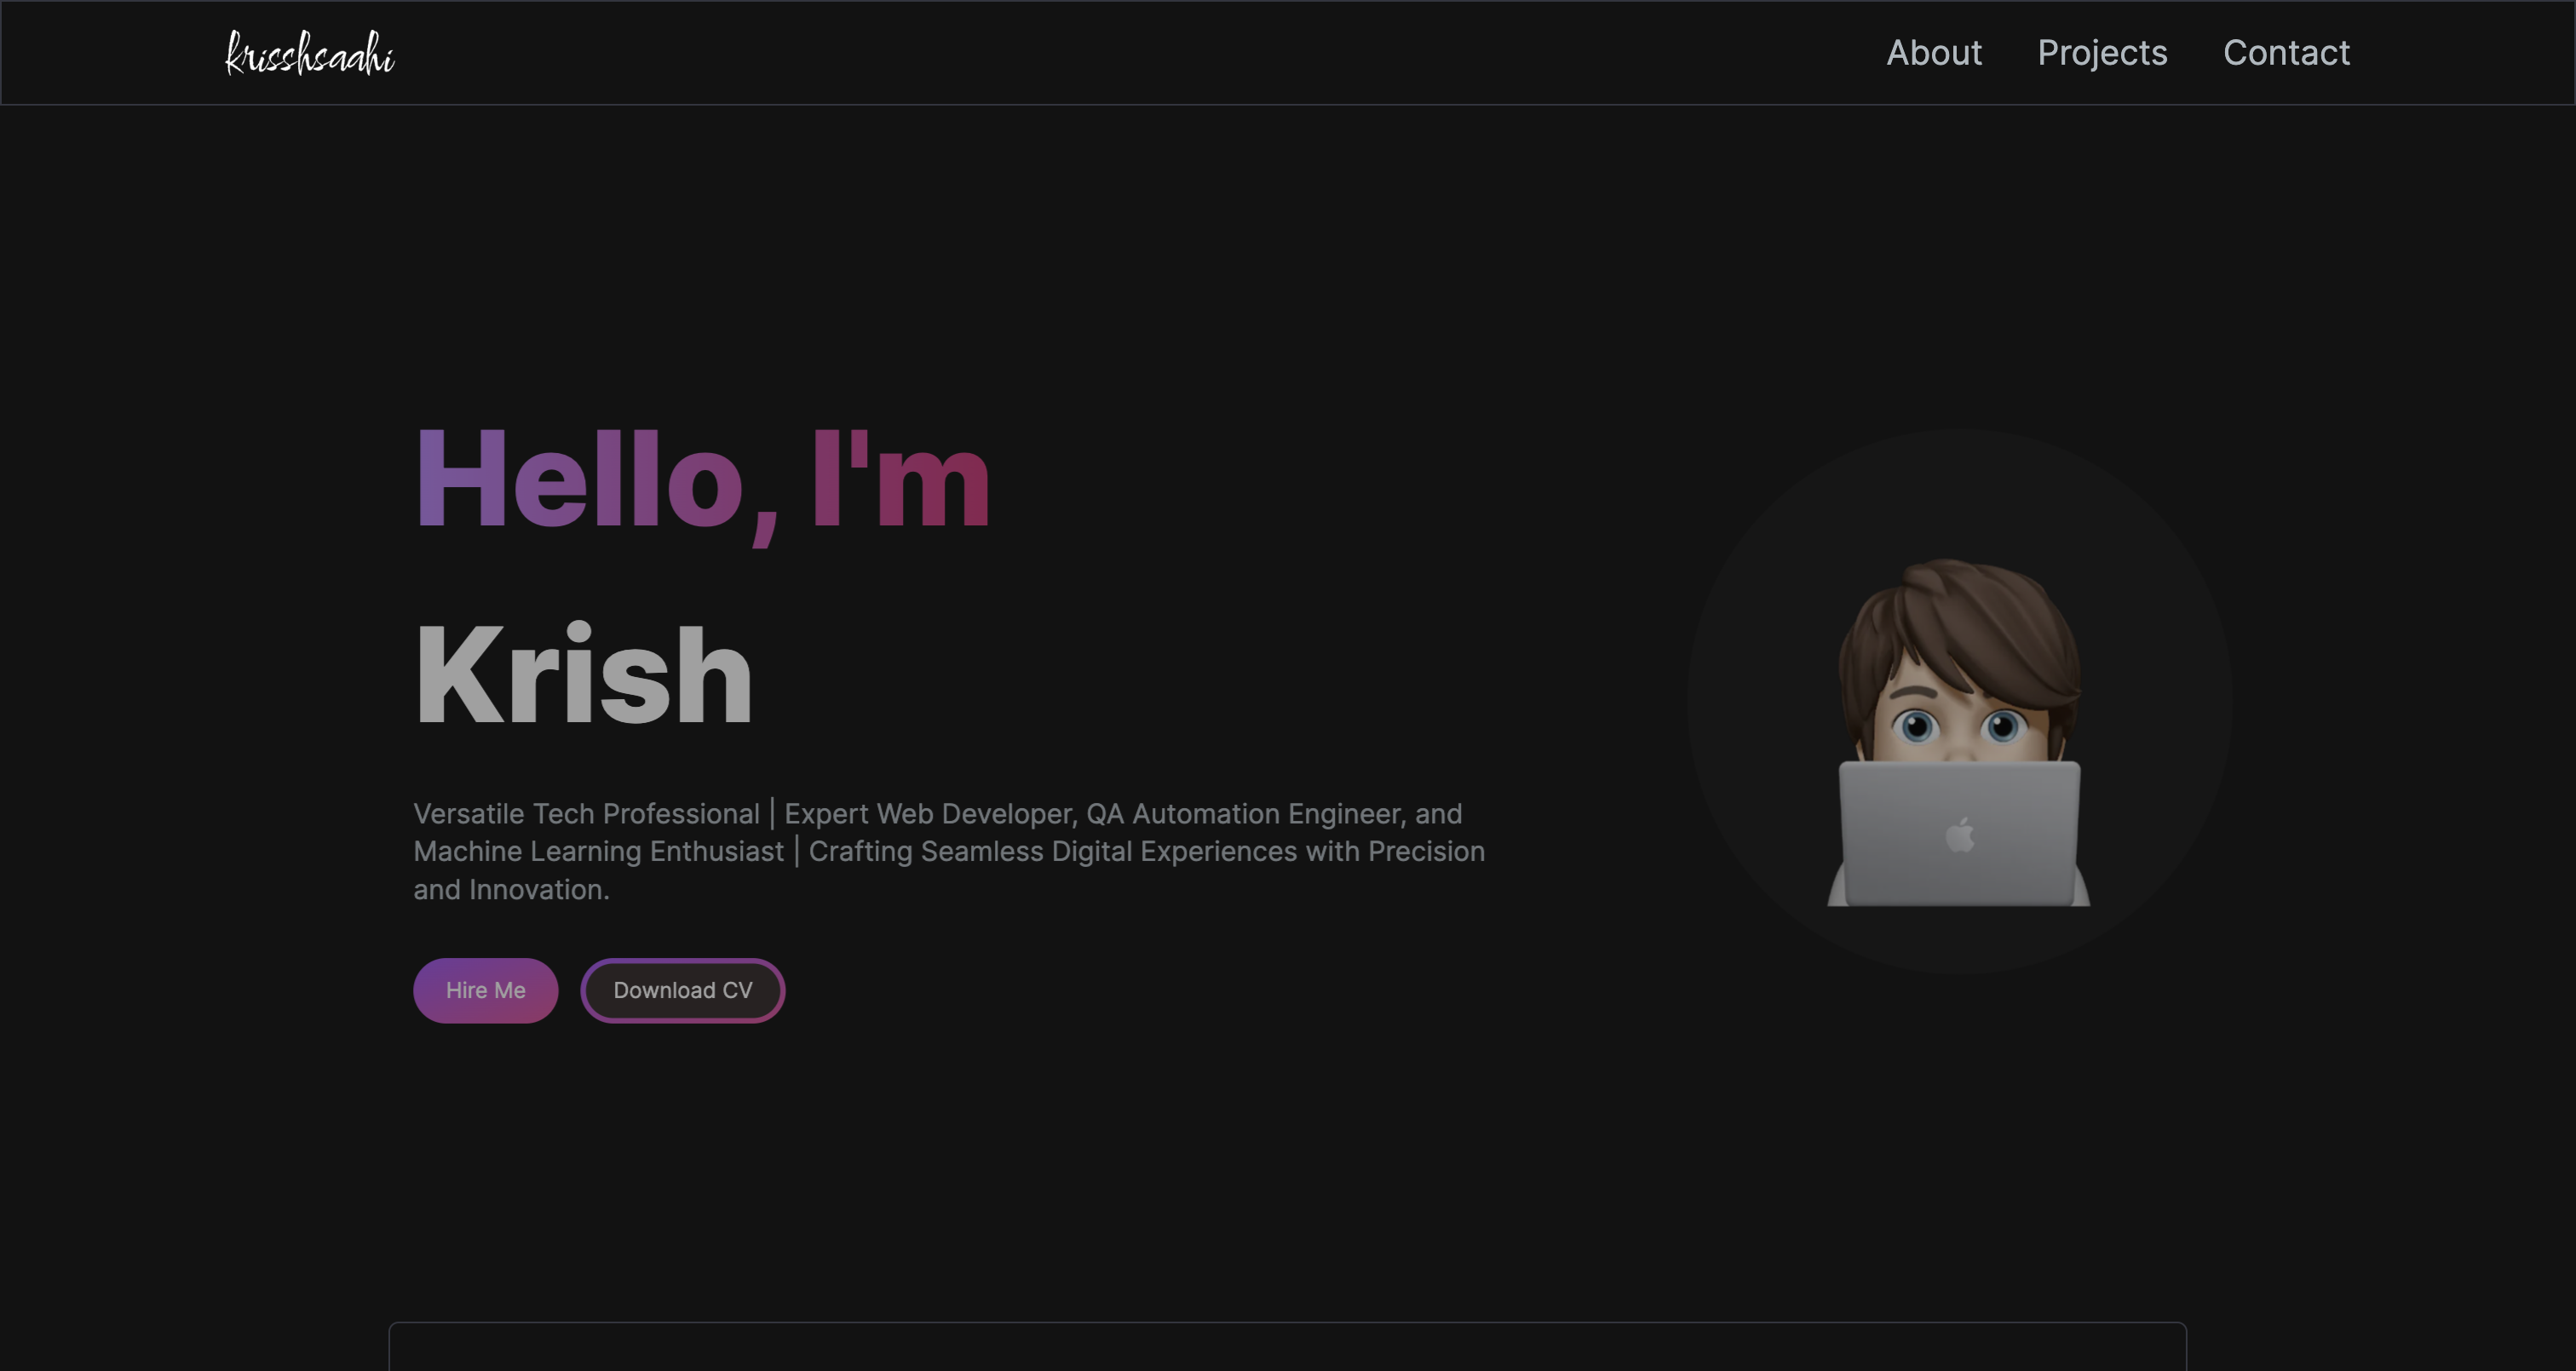 krisshsaahi
About Projects Contact
Hello, I'm
Krish
Versatile Tech Professional | Expert Web Developer, QA Automation Engineer, and
Machine Learning Enthusiast | Crafting Seamless Digital Experiences with Precision
and Innovation.
Hire Me Download CV